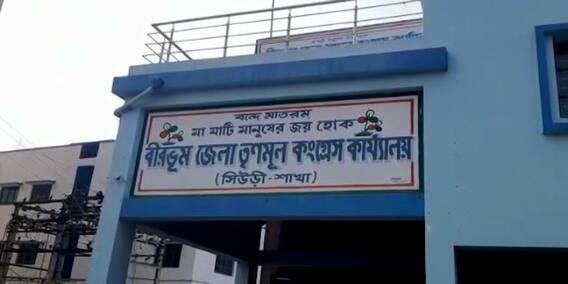 বন্দে মাতরম
মা মাটি মানুষের জয় হোক
বীরভূম জেলা তৃণমূল কংগ্রেস কার্য্যালয়
(সিউড়ী-শাখা)